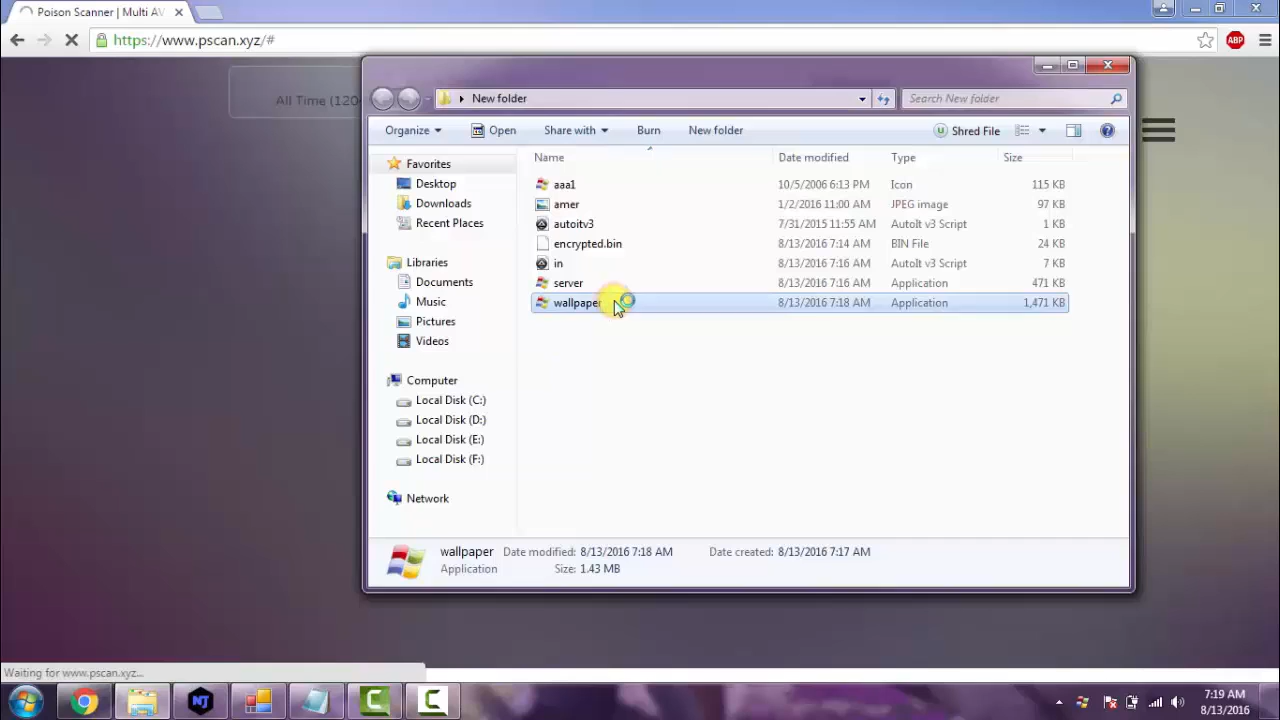 Poison Scanner | Multi AV
https://www.pscan.xyz/#
ABP
All Time (120
New folder
Search New folder
Organize
Open
Share with
Burn
New folder
Shred File
Name
Date modified
Type
Size
Favorites
Desktop
Downloads
Recent Places
Libraries
Documents
Music
Pictures
Videos
Computer
Local Disk (C:)
Local Disk (D:)
Local Disk (E:)
Local Disk (F:)
Network
aaa1 10/5/2006 6:13 PM Icon 115 KB
amer 1/2/2016 11:00 AM JPEG image 97 KB
autoitv3 7/31/2015 11:55 AM AutoIt v3 Script 1 KB
encrypted.bin 8/13/2016 7:14 AM BIN File 24 KB
in 8/13/2016 7:16 AM AutoIt v3 Script 7 KB
server 8/13/2016 7:16 AM Application 471 KB
wallpaper 8/13/2016 7:18 AM Application 1,471 KB
wallpaper Date modified: 8/13/2016 7:18 AM Date created: 8/13/2016 7:17 AM
Application Size: 1.43 MB
Waiting for www.pscan.xyz...
7:19 AM
8/13/2016